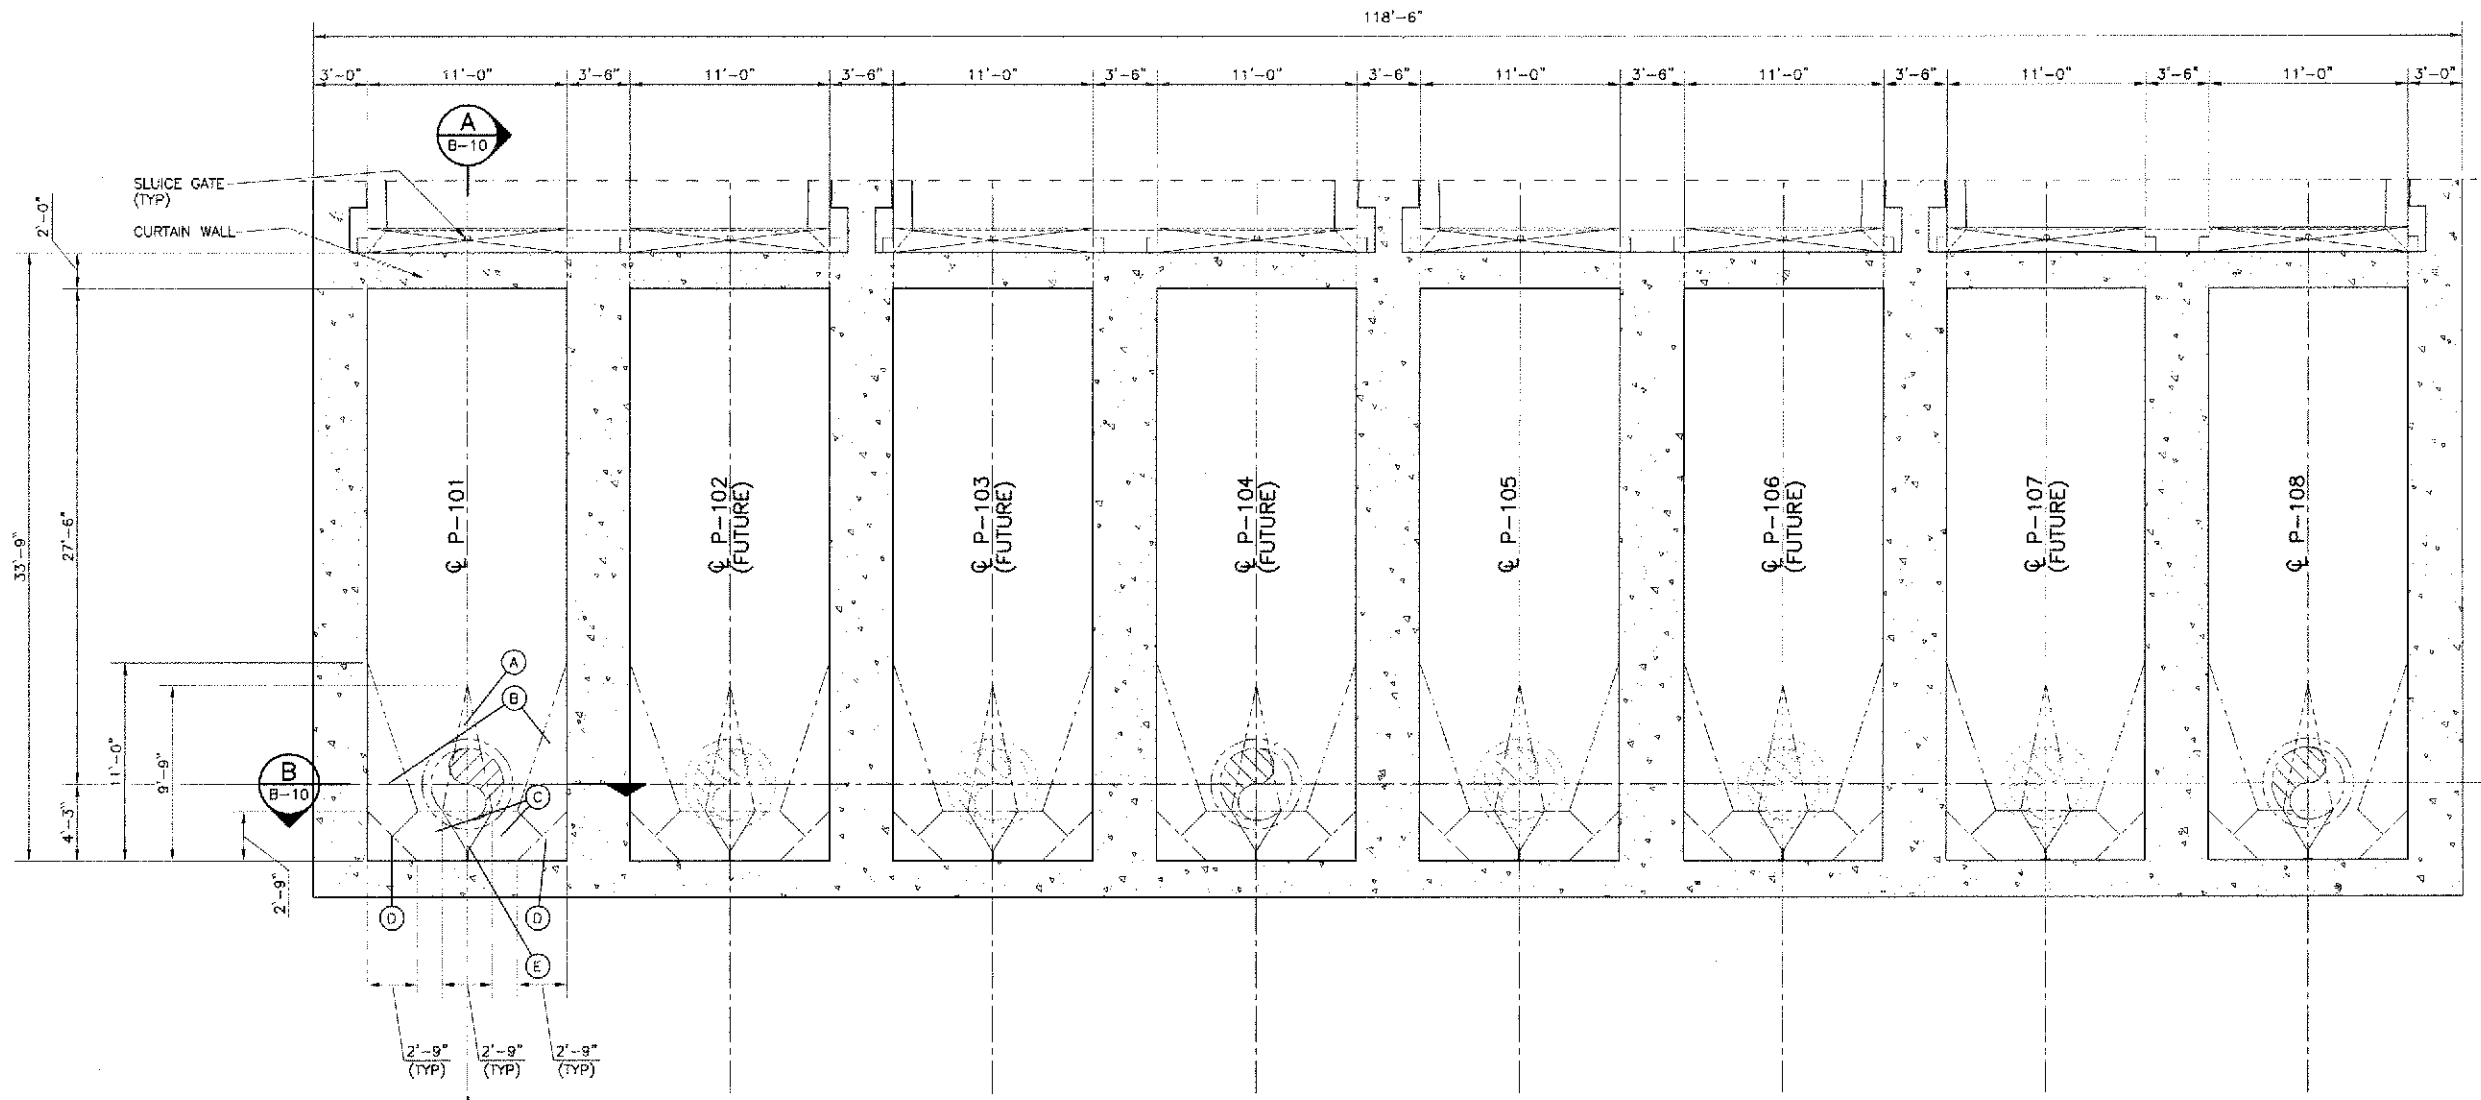 118'-6"
3'-0" 11'-0" 3'-6" 11'-0" 3'-6" 11'-0" 3'-6" 11'-0" 3'-6" 11'-0" 3'-6" 11'-0" 3'-6" 11'-0" 3'-6" 11'-0" 3'-0"
A
B-10
SLUICE GATE
(TYP)
CURTAIN WALL
2'-0"
33'-9"
27'-6"
4'-3"
11'-0"
9'-9"
2'-9"
℄ P-101
℄ P-102
(FUTURE)
℄ P-103
(FUTURE)
℄ P-104
(FUTURE)
℄ P-105
℄ P-106
(FUTURE)
℄ P-107
(FUTURE)
℄ P-108
A
B
B
B-10
C
D
D
E
2'-9"
(TYP)
2'-9"
(TYP)
2'-9"
(TYP)